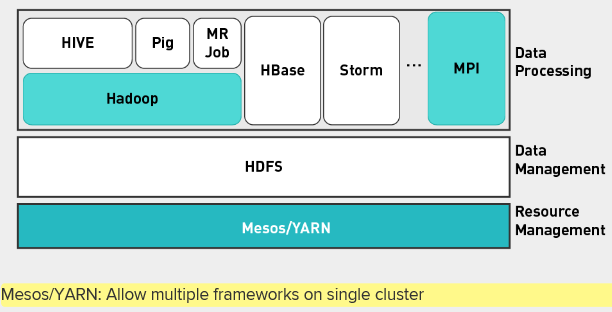 HIVE
Pig
MR
Job
Hadoop
HBase
Storm
...
MPI
Data
Processing
HDFS
Data
Management
Mesos/YARN
Resource
Management
Mesos/YARN: Allow multiple frameworks on single cluster